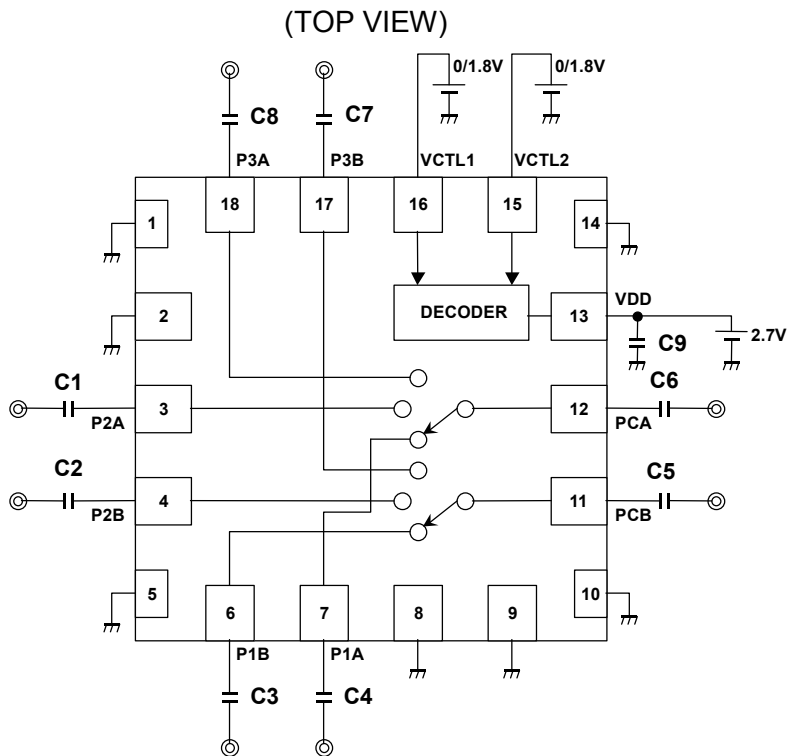 (TOP VIEW)
0/1.8V
0/1.8V
C8
C7
P3A
P3B
VCTL1
VCTL2
1
18
17
16
15
14
2
DECODER
13
VDD
C9
2.7V
C1
P2A
3
12
C6
PCA
C2
P2B
4
11
C5
PCB
5
6
7
8
9
10
P1B
P1A
C3
C4